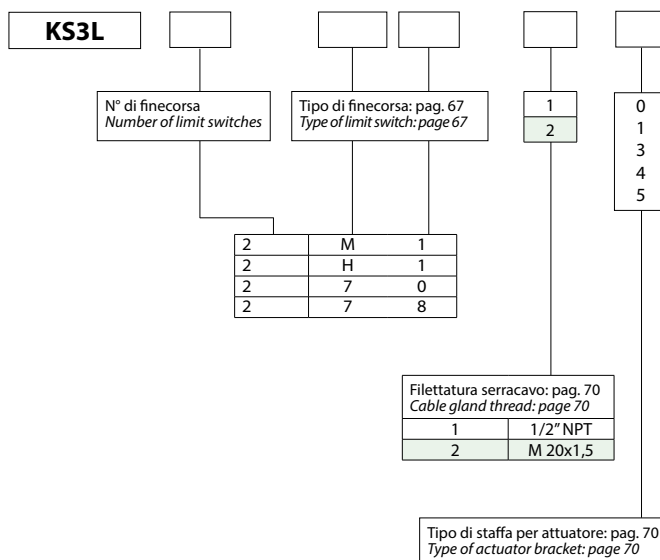 KS3L
N° di finecorsa
Number of limit switches
Tipo di finecorsa: pag. 67
Type of limit switch: page 67
1
2
0
1
3
4
5
2 M 1
2 H 1
2 7 0
2 7 8
Filettatura serracavo: pag. 70
Cable gland thread: page 70
1 1/2” NPT
2 M 20x1,5
Tipo di staffa per attuatore: pag. 70
Type of actuator bracket: page 70